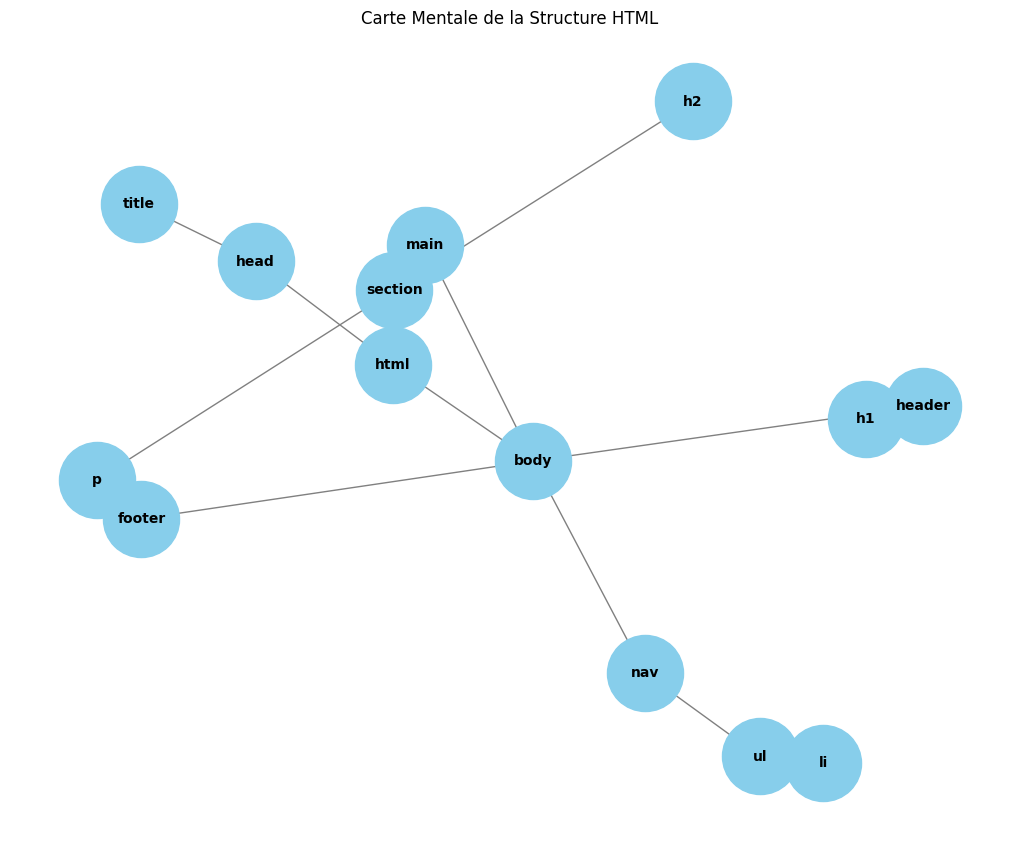 Carte Mentale de la Structure HTML
h2
title
main
head
section
html
header
h1
body
p
footer
nav
ul
li